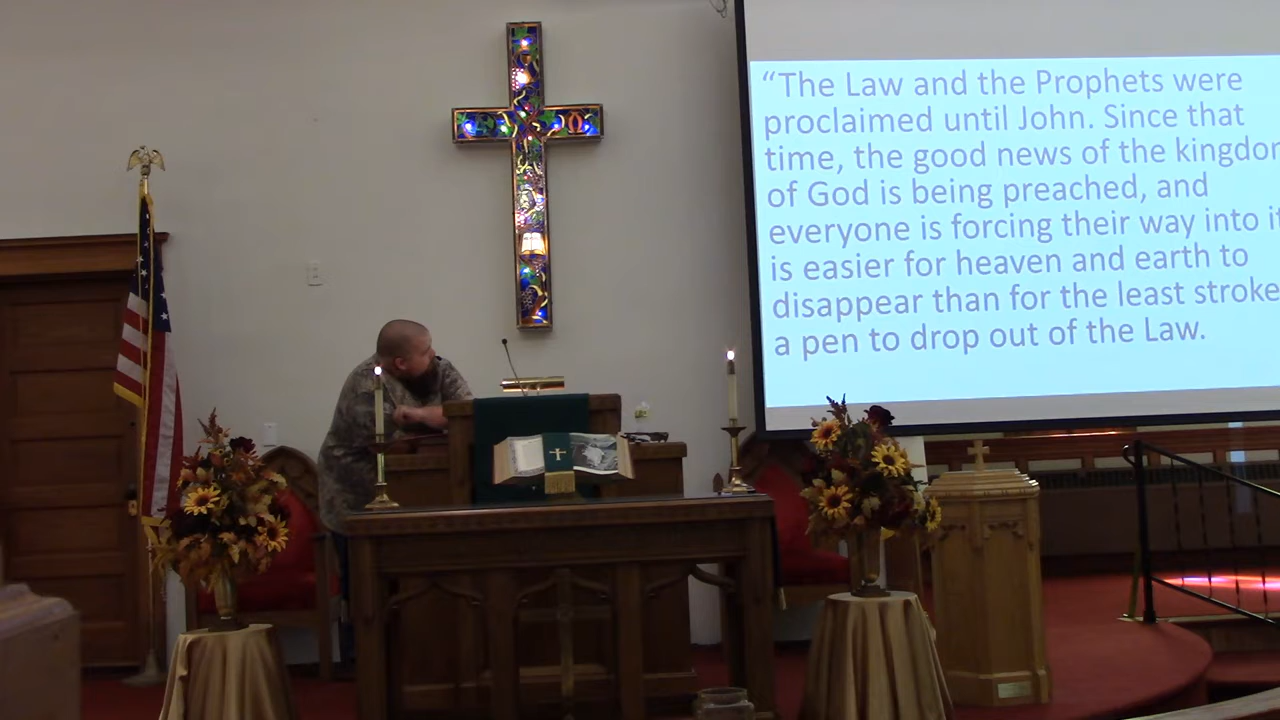 “The Law and the Prophets were
proclaimed until John. Since that
time, the good news of the kingdom
of God is being preached, and
everyone is forcing their way into it
is easier for heaven and earth to
disappear than for the least stroke
a pen to drop out of the Law.